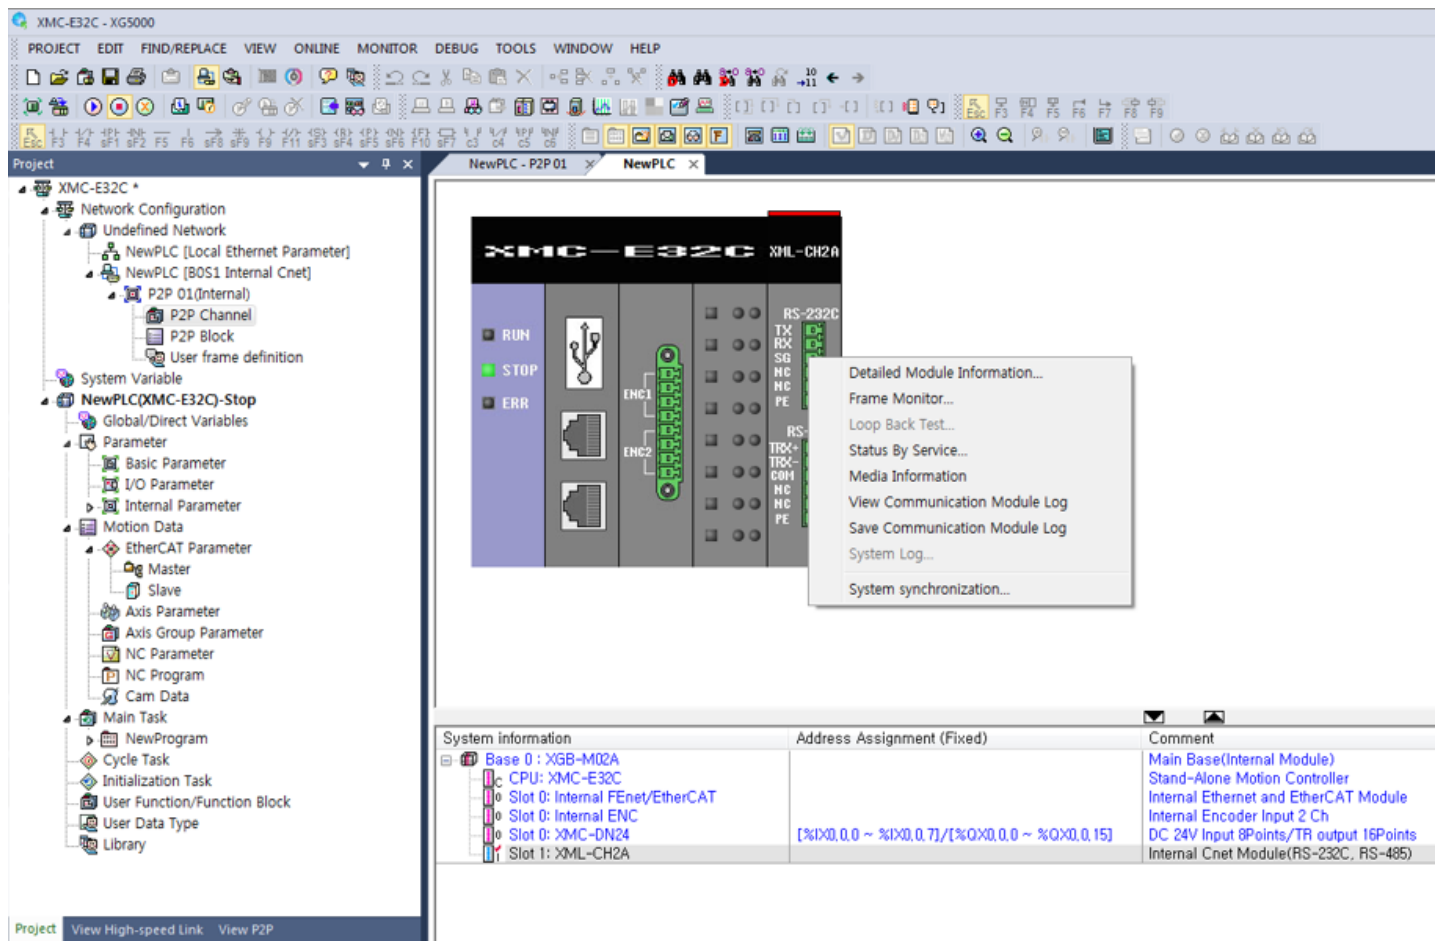 XMC-E32C - XG5000
PROJECT EDIT FIND/REPLACE VIEW ONLINE MONITOR DEBUG TOOLS WINDOW HELP
Project
NewPLC - P2P 01
NewPLC
XMC-E32C *
Network Configuration
Undefined Network
NewPLC [Local Ethernet Parameter]
NewPLC [B0S1 Internal Cnet]
P2P 01(Internal)
P2P Channel
P2P Block
User frame definition
System Variable
NewPLC(XMC-E32C)-Stop
Global/Direct Variables
Parameter
Basic Parameter
I/O Parameter
Internal Parameter
Motion Data
EtherCAT Parameter
Master
Slave
Axis Parameter
Axis Group Parameter
NC Parameter
NC Program
Cam Data
Main Task
NewProgram
Cycle Task
Initialization Task
User Function/Function Block
User Data Type
Library
Project View High-speed Link View P2P
XMC-E32C XML-CH2A
RUN
STOP
ERR
ENC1
ENC2
RS-232C
TX
RX
SG
NC
NC
PE
RS-
TRX+
TRX-
COM
NC
NC
PE
Detailed Module Information...
Frame Monitor...
Loop Back Test...
Status By Service...
Media Information
View Communication Module Log
Save Communication Module Log
System Log...
System synchronization...
System information Address Assignment (Fixed) Comment
Base 0 : XGB-M02A Main Base(Internal Module)
CPU: XMC-E32C Stand-Alone Motion Controller
Slot 0: Internal FEnet/EtherCAT Internal Ethernet and EtherCAT Module
Slot 0: Internal ENC Internal Encoder Input 2 Ch
Slot 0: XMC-DN24 [%IX0.0.0 ~ %IX0.0.7]/[%QX0.0.0 ~ %QX0.0.15] DC 24V Input 8Points/TR output 16Points
Slot 1: XML-CH2A Internal Cnet Module(RS-232C, RS-485)